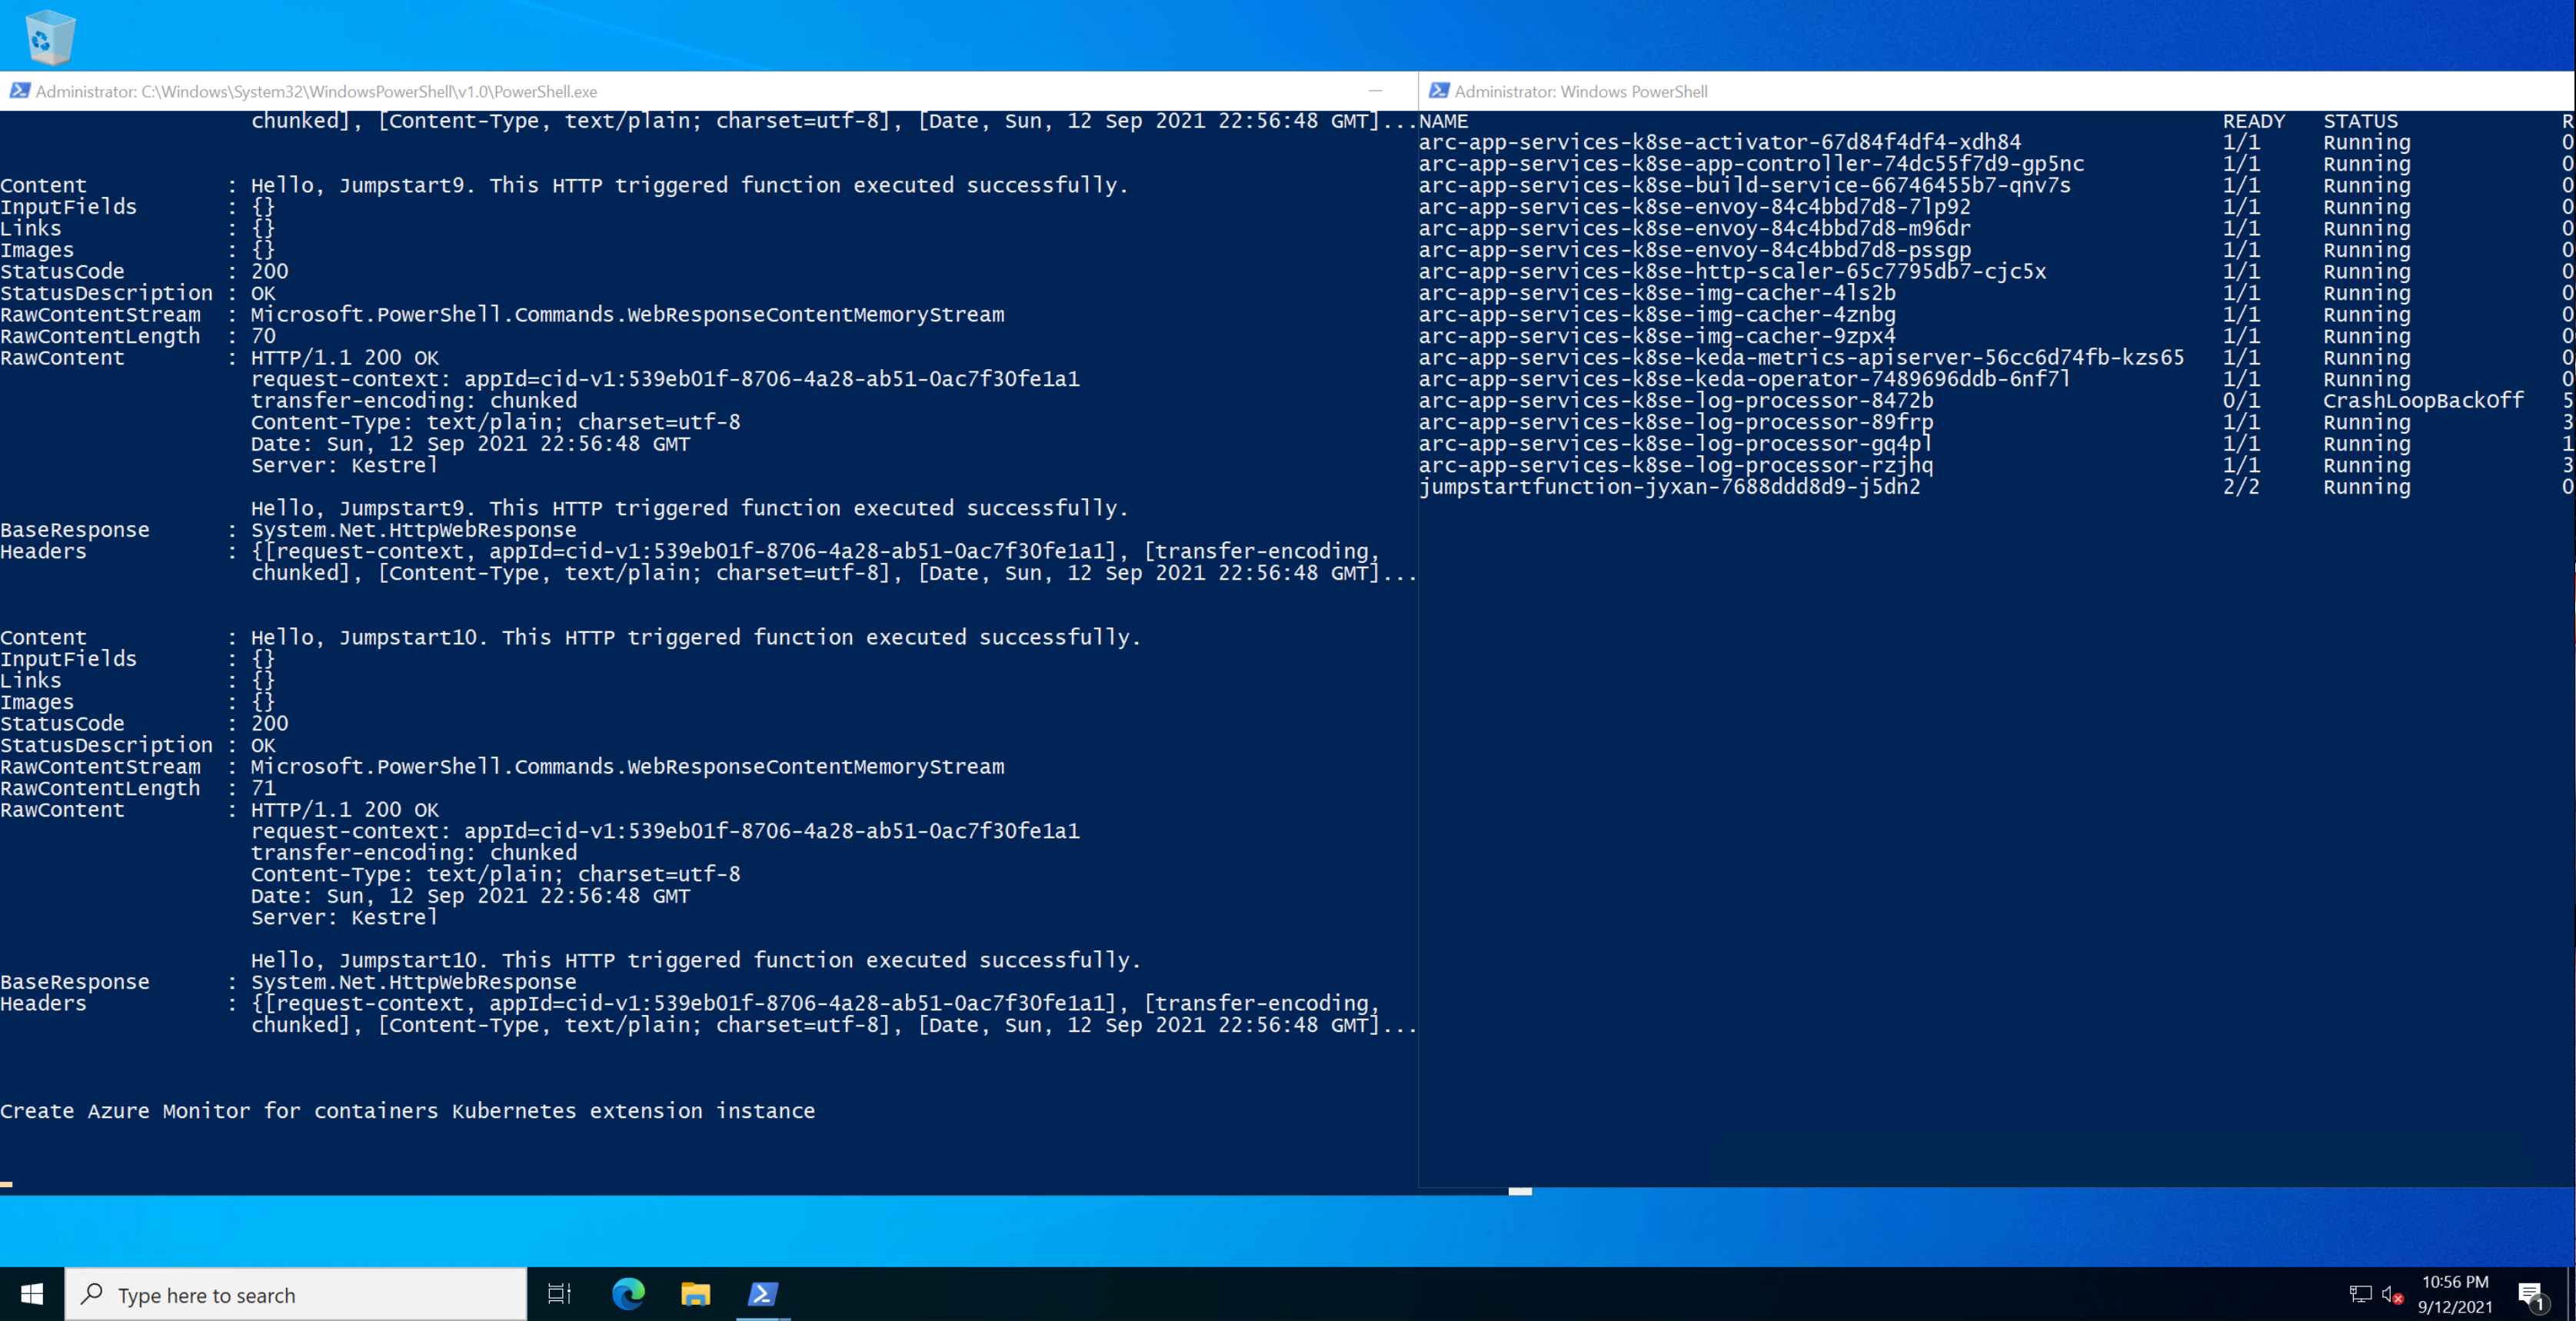 Administrator: C:\Windows\System32\WindowsPowerShell\v1.0\PowerShell.exe
chunked], [Content-Type, text/plain; charset=utf-8], [Date, Sun, 12 Sep 2021 22:56:48 GMT]...
Content : Hello, Jumpstart9. This HTTP triggered function executed successfully.
InputFields : {}
Links : {}
Images : {}
StatusCode : 200
StatusDescription : OK
RawContentStream : Microsoft.PowerShell.Commands.WebResponseContentMemoryStream
RawContentLength : 70
RawContent : HTTP/1.1 200 OK
request-context: appId=cid-v1:539eb01f-8706-4a28-ab51-0ac7f30fe1a1
transfer-encoding: chunked
Content-Type: text/plain; charset=utf-8
Date: Sun, 12 Sep 2021 22:56:48 GMT
Server: Kestrel
Hello, Jumpstart9. This HTTP triggered function executed successfully.
BaseResponse : System.Net.HttpWebResponse
Headers : {[request-context, appId=cid-v1:539eb01f-8706-4a28-ab51-0ac7f30fe1a1], [transfer-encoding,
chunked], [Content-Type, text/plain; charset=utf-8], [Date, Sun, 12 Sep 2021 22:56:48 GMT]...
Content : Hello, Jumpstart10. This HTTP triggered function executed successfully.
InputFields : {}
Links : {}
Images : {}
StatusCode : 200
StatusDescription : OK
RawContentStream : Microsoft.PowerShell.Commands.WebResponseContentMemoryStream
RawContentLength : 71
RawContent : HTTP/1.1 200 OK
request-context: appId=cid-v1:539eb01f-8706-4a28-ab51-0ac7f30fe1a1
transfer-encoding: chunked
Content-Type: text/plain; charset=utf-8
Date: Sun, 12 Sep 2021 22:56:48 GMT
Server: Kestrel
Hello, Jumpstart10. This HTTP triggered function executed successfully.
BaseResponse : System.Net.HttpWebResponse
Headers : {[request-context, appId=cid-v1:539eb01f-8706-4a28-ab51-0ac7f30fe1a1], [transfer-encoding,
chunked], [Content-Type, text/plain; charset=utf-8], [Date, Sun, 12 Sep 2021 22:56:48 GMT]...
Create Azure Monitor for containers Kubernetes extension instance
Administrator: Windows PowerShell
NAME READY STATUS R
arc-app-services-k8se-activator-67d84f4df4-xdh84 1/1 Running 0
arc-app-services-k8se-app-controller-74dc55f7d9-gp5nc 1/1 Running 0
arc-app-services-k8se-build-service-66746455b7-qnv7s 1/1 Running 0
arc-app-services-k8se-envoy-84c4bbd7d8-7lp92 1/1 Running 0
arc-app-services-k8se-envoy-84c4bbd7d8-m96dr 1/1 Running 0
arc-app-services-k8se-envoy-84c4bbd7d8-pssgp 1/1 Running 0
arc-app-services-k8se-http-scaler-65c7795db7-cjc5x 1/1 Running 0
arc-app-services-k8se-img-cacher-4ls2b 1/1 Running 0
arc-app-services-k8se-img-cacher-4znbg 1/1 Running 0
arc-app-services-k8se-img-cacher-9zpx4 1/1 Running 0
arc-app-services-k8se-keda-metrics-apiserver-56cc6d74fb-kzs65 1/1 Running 0
arc-app-services-k8se-keda-operator-7489696ddb-6nf7l 1/1 Running 0
arc-app-services-k8se-log-processor-8472b 0/1 CrashLoopBackOff 5
arc-app-services-k8se-log-processor-89frp 1/1 Running 3
arc-app-services-k8se-log-processor-gq4pl 1/1 Running 1
arc-app-services-k8se-log-processor-rzjhq 1/1 Running 3
jumpstartfunction-jyxan-7688ddd8d9-j5dn2 2/2 Running 0
Type here to search
10:56 PM
9/12/2021
1